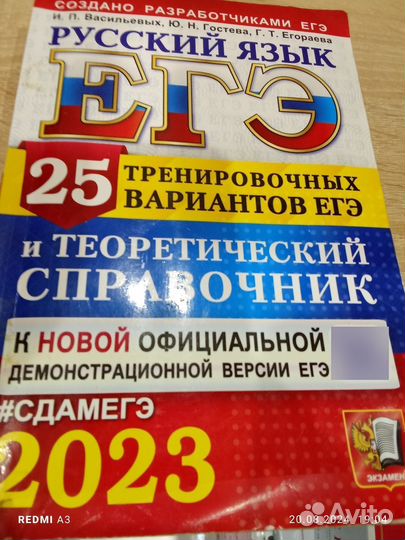 СОЗДАНО РАЗРАБОТЧИКАМИ ЕГЭ
И. П. Васильевых, Ю. Н. Гостева, Г. Т. Егораева
РУССКИЙ ЯЗЫК
ЕГЭ
25 ТРЕНИРОВОЧНЫХ
ВАРИАНТОВ ЕГЭ
и ТЕОРЕТИЧЕСКИЙ
СПРАВОЧНИК
К НОВОЙ ОФИЦИАЛЬНОЙ
ДЕМОНСТРАЦИОННОЙ ВЕРСИИ ЕГЭ
#СДАМЕГЭ
2023
ЭКЗАМЕН
REDMI A3
20.08.2024 19:04
Avito